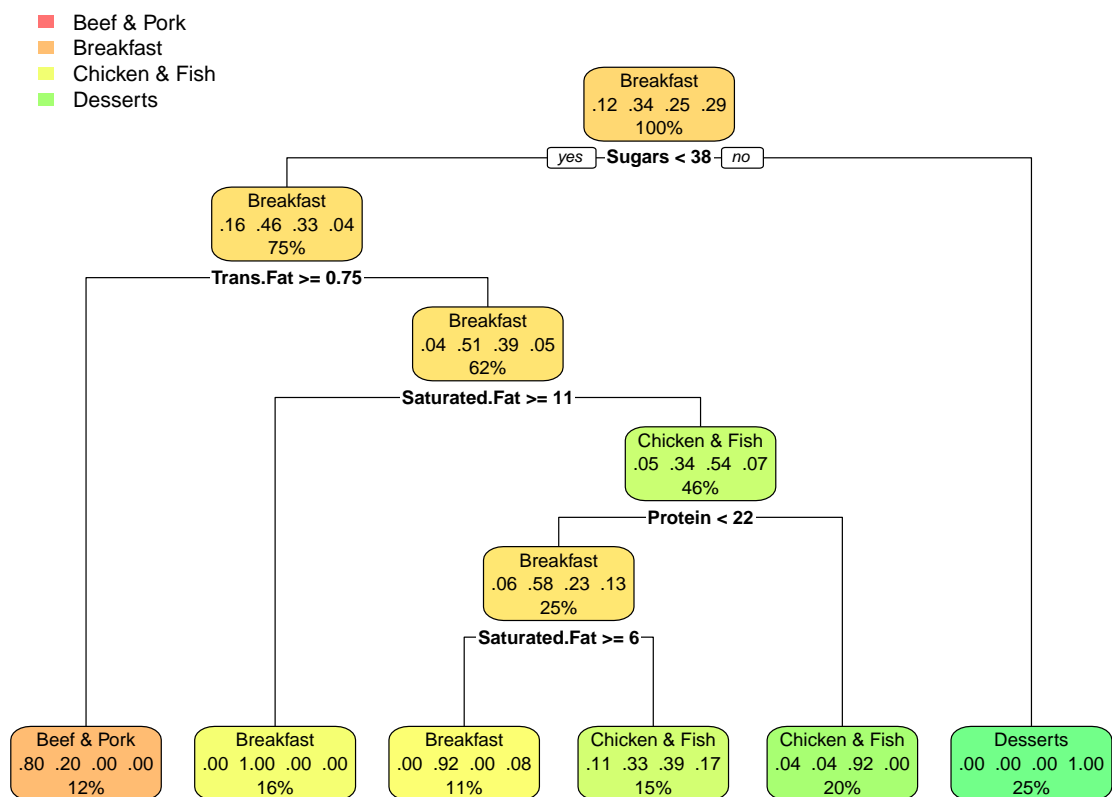 Beef & Pork
Breakfast
Chicken & Fish
Desserts
Breakfast
.12 .34 .25 .29
100%
yes Sugars < 38 no
Breakfast
.16 .46 .33 .04
75%
Trans.Fat >= 0.75
Breakfast
.04 .51 .39 .05
62%
Saturated.Fat >= 11
Chicken & Fish
.05 .34 .54 .07
46%
Protein < 22
Breakfast
.06 .58 .23 .13
25%
Saturated.Fat >= 6
Beef & Pork
.80 .20 .00 .00
12%
Breakfast
.00 1.00 .00 .00
16%
Breakfast
.00 .92 .00 .08
11%
Chicken & Fish
.11 .33 .39 .17
15%
Chicken & Fish
.04 .04 .92 .00
20%
Desserts
.00 .00 .00 1.00
25%